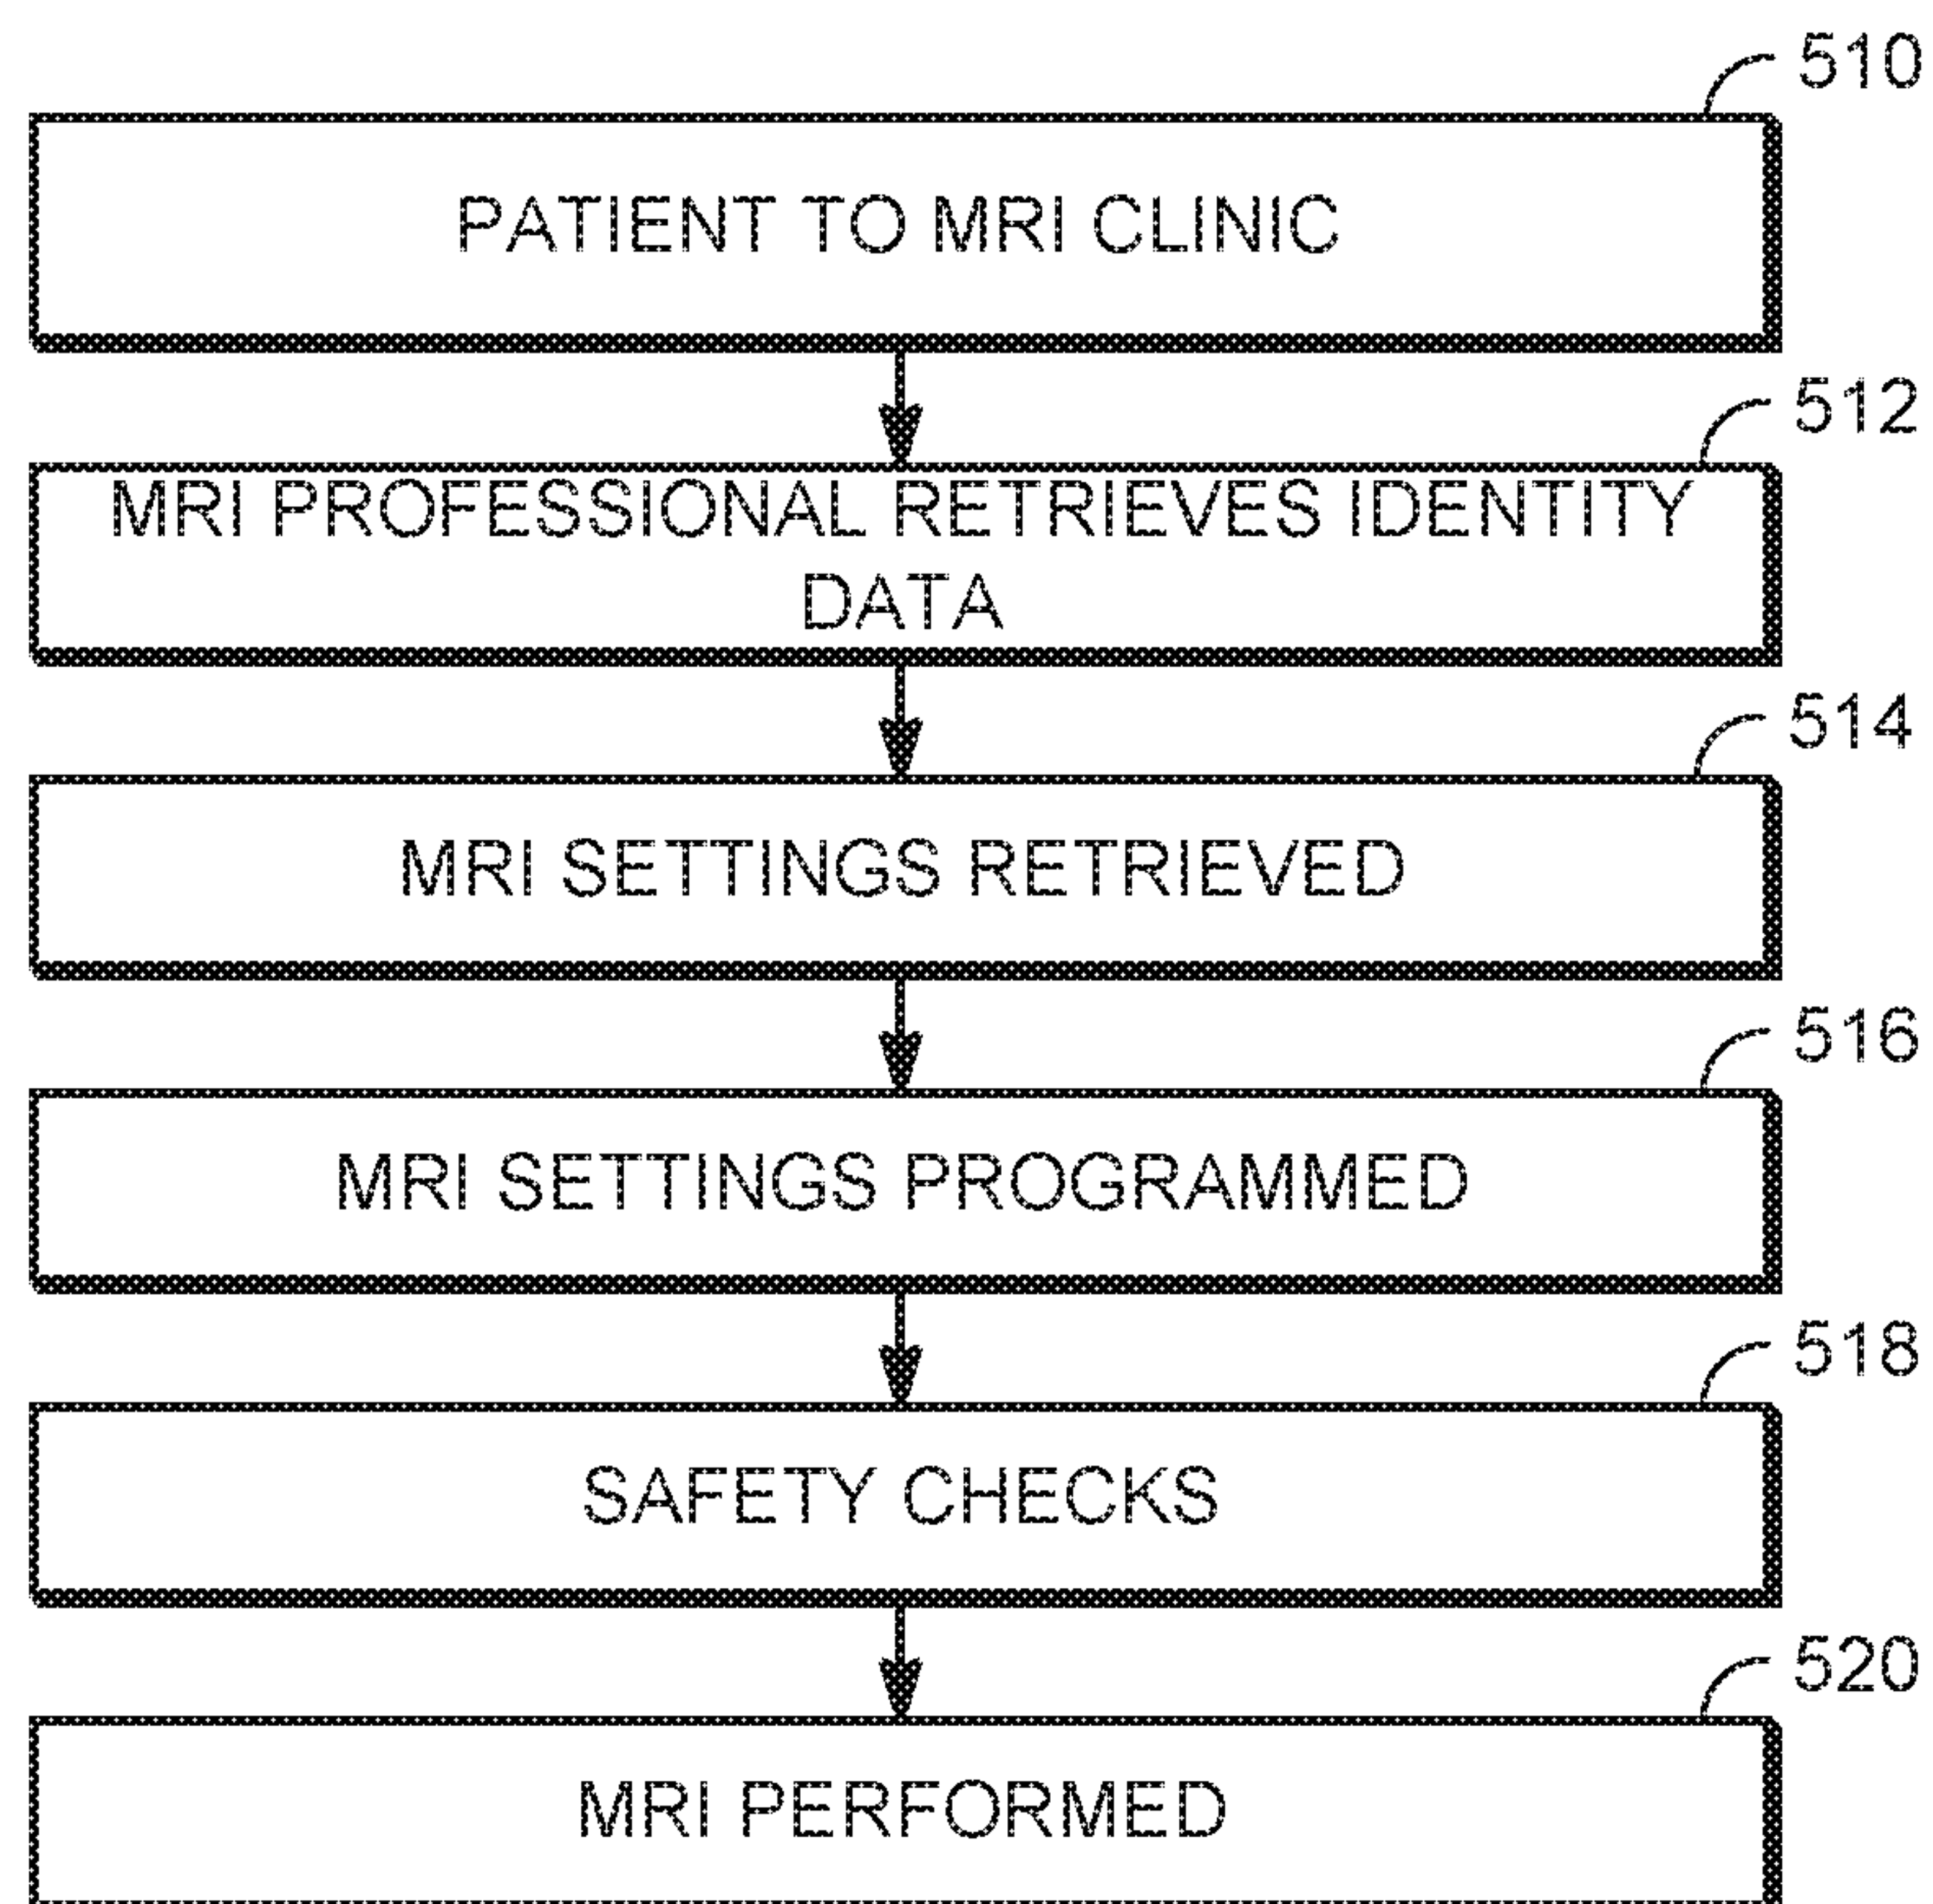 510
PATIENT TO MRI CLINIC
512
MRI PROFESSIONAL RETRIEVES IDENTITY
DATA
514
MRI SETTINGS RETRIEVED
516
MRI SETTINGS PROGRAMMED
518
SAFETY CHECKS
520
MRI PERFORMED